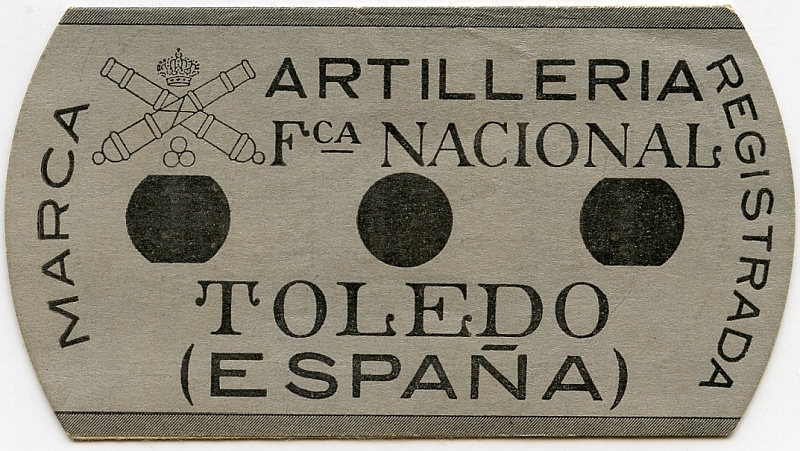 MARCA
ARTILLERIA
Fᶜᴬ NACIONAL
TOLEDO
(ESPAÑA)
REGISTRADA